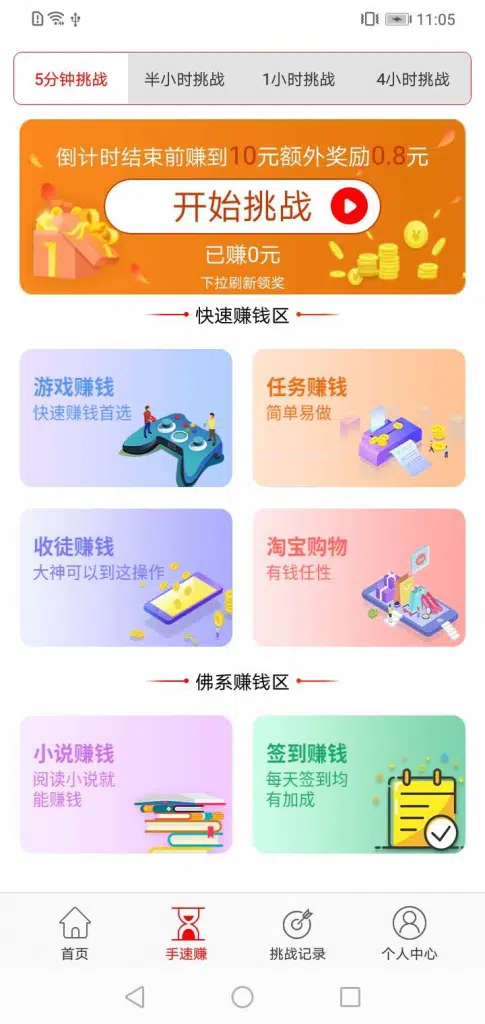 11:05
5分钟挑战 半小时挑战 1小时挑战 4小时挑战
倒计时结束前赚到10元额外奖励0.8元
开始挑战
已赚0元
下拉刷新领奖
快速赚钱区
游戏赚钱
快速赚钱首选
任务赚钱
简单易做
收徒赚钱
大神可以到这操作
淘宝购物
有钱任性
佛系赚钱区
小说赚钱
阅读小说就
能赚钱
签到赚钱
每天签到均
有加成
首页 手速赚 挑战记录 个人中心